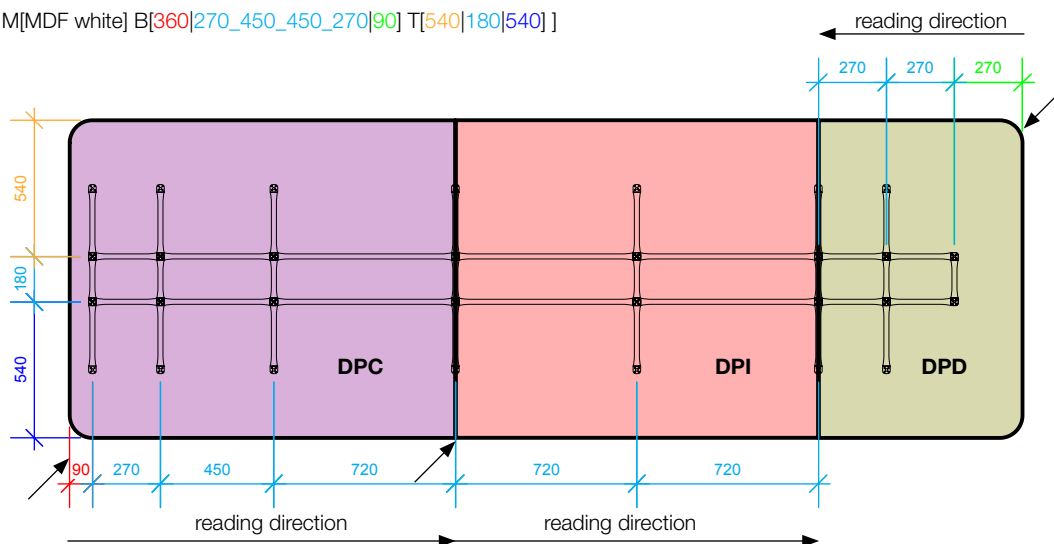 M[MDF white] B[360|270_450_450_270|90] T[540|180|540] ]
reading direction
270 270 270
540
180
540
DPC DPI DPD
90 270 450 720 720 720
reading direction reading direction